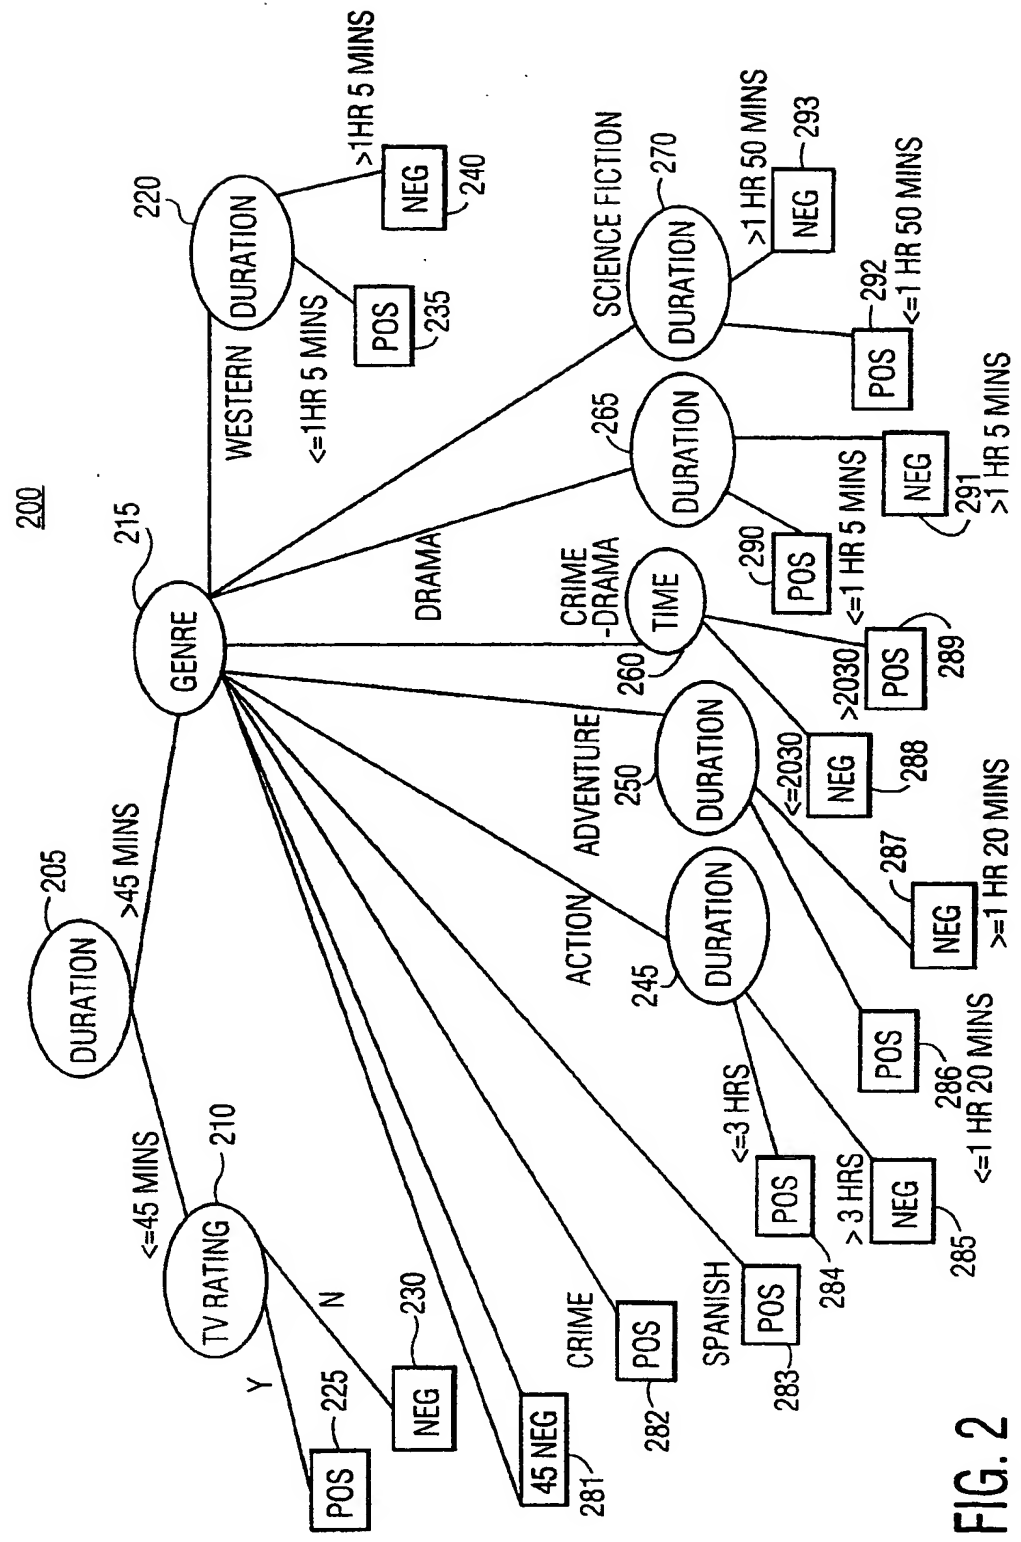 200
DURATION
205
<=45 MINS
>45 MINS
TV RATING
210
GENRE
215
Y
N
POS
225
NEG
230
WESTERN
DURATION
220
<=1HR 5 MINS
>1HR 5 MINS
POS
235
NEG
240
45 NEG
281
CRIME
POS
282
SPANISH
POS
283
ACTION
245
DURATION
<=3 HRS
POS
284
> 3 HRS
NEG
285
ADVENTURE
250
DURATION
POS
286
<=1 HR 20 MINS
NEG
287
>=1 HR 20 MINS
CRIME
-DRAMA
260
TIME
<=2030
NEG
288
>2030
POS
289
DRAMA
265
DURATION
290
POS
<=1 HR 5 MINS
NEG
291
>1 HR 5 MINS
SCIENCE FICTION
270
DURATION
POS
292
<=1 HR 50 MINS
>1 HR 50 MINS
NEG
293
FIG. 2